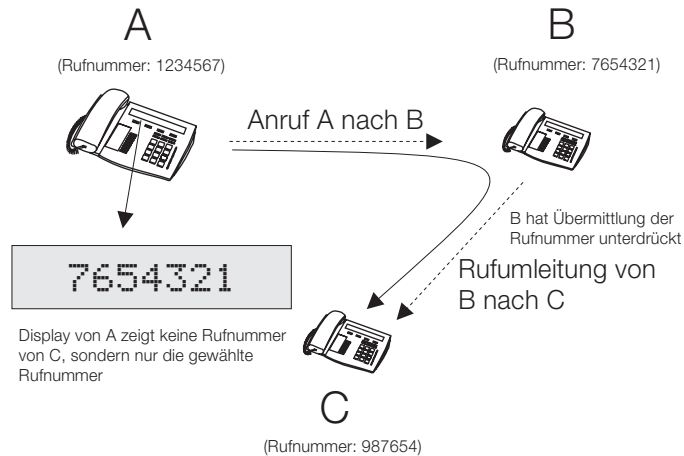 A
(Rufnummer: 1234567)
B
(Rufnummer: 7654321)
Anruf A nach B
B hat Übermittlung der
Rufnummer unterdrückt
7654321
Rufumleitung von
B nach C
Display von A zeigt keine Rufnummer
von C, sondern nur die gewählte
Rufnummer
C
(Rufnummer: 987654)